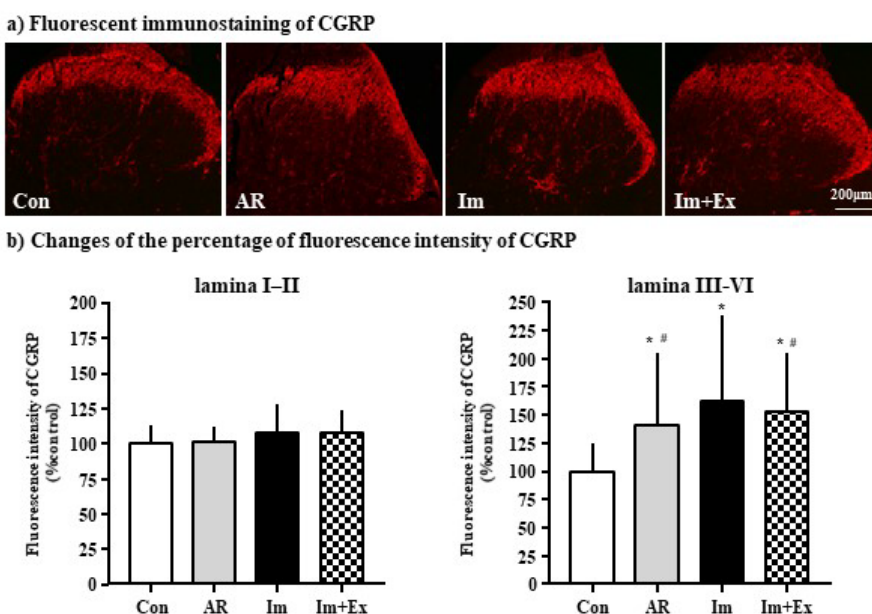 a) Fluorescent immunostaining of CGRP
Con
AR
Im
Im+Ex
200μm
b) Changes of the percentage of fluorescence intensity of CGRP
lamina I–II
Fluorescence intensity of CGRP
(%control)
200
175
150
125
100
75
50
25
0
Con AR Im Im+Ex
lamina III-VI
Fluorescence intensity of CGRP
(%control)
250
225
200
175
150
125
100
75
50
25
0
* #
*
* #
Con AR Im Im+Ex